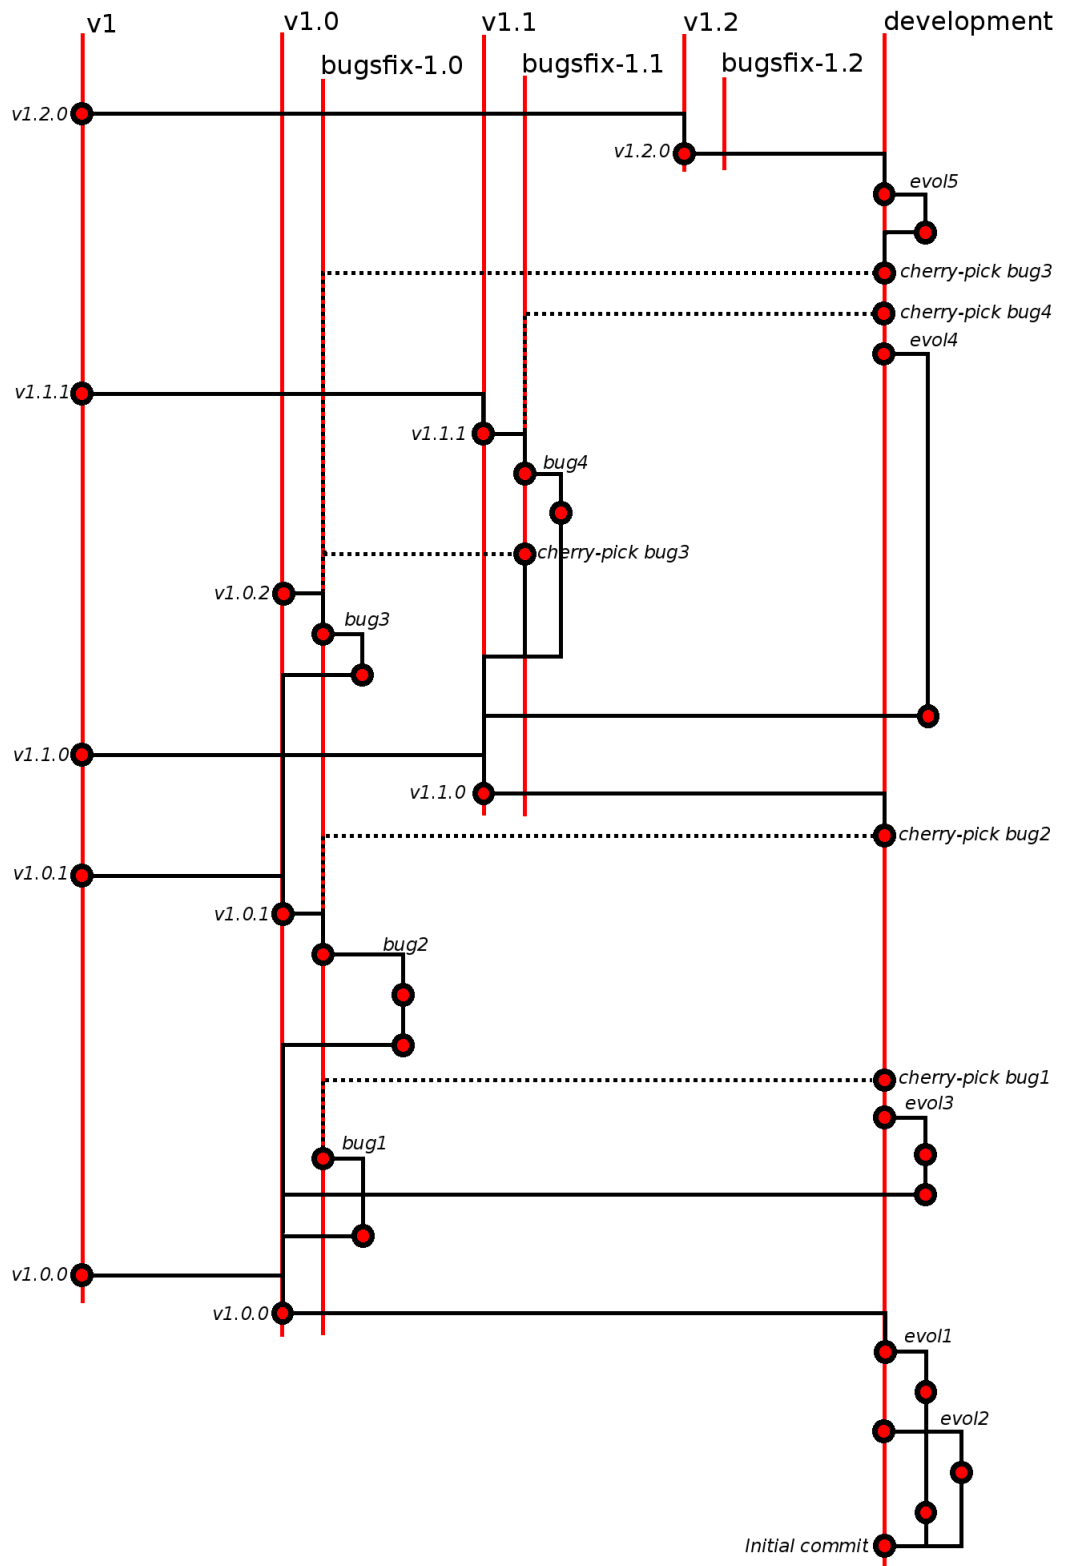 v1
v1.0
v1.1
v1.2
development
bugsfix-1.0
bugsfix-1.1
bugsfix-1.2
v1.2.0
v1.2.0
evol5
cherry-pick bug3
cherry-pick bug4
evol4
v1.1.1
v1.1.1
bug4
cherry-pick bug3
v1.0.2
bug3
v1.1.0
v1.1.0
cherry-pick bug2
v1.0.1
v1.0.1
bug2
cherry-pick bug1
evol3
bug1
v1.0.0
v1.0.0
evol1
evol2
Initial commit